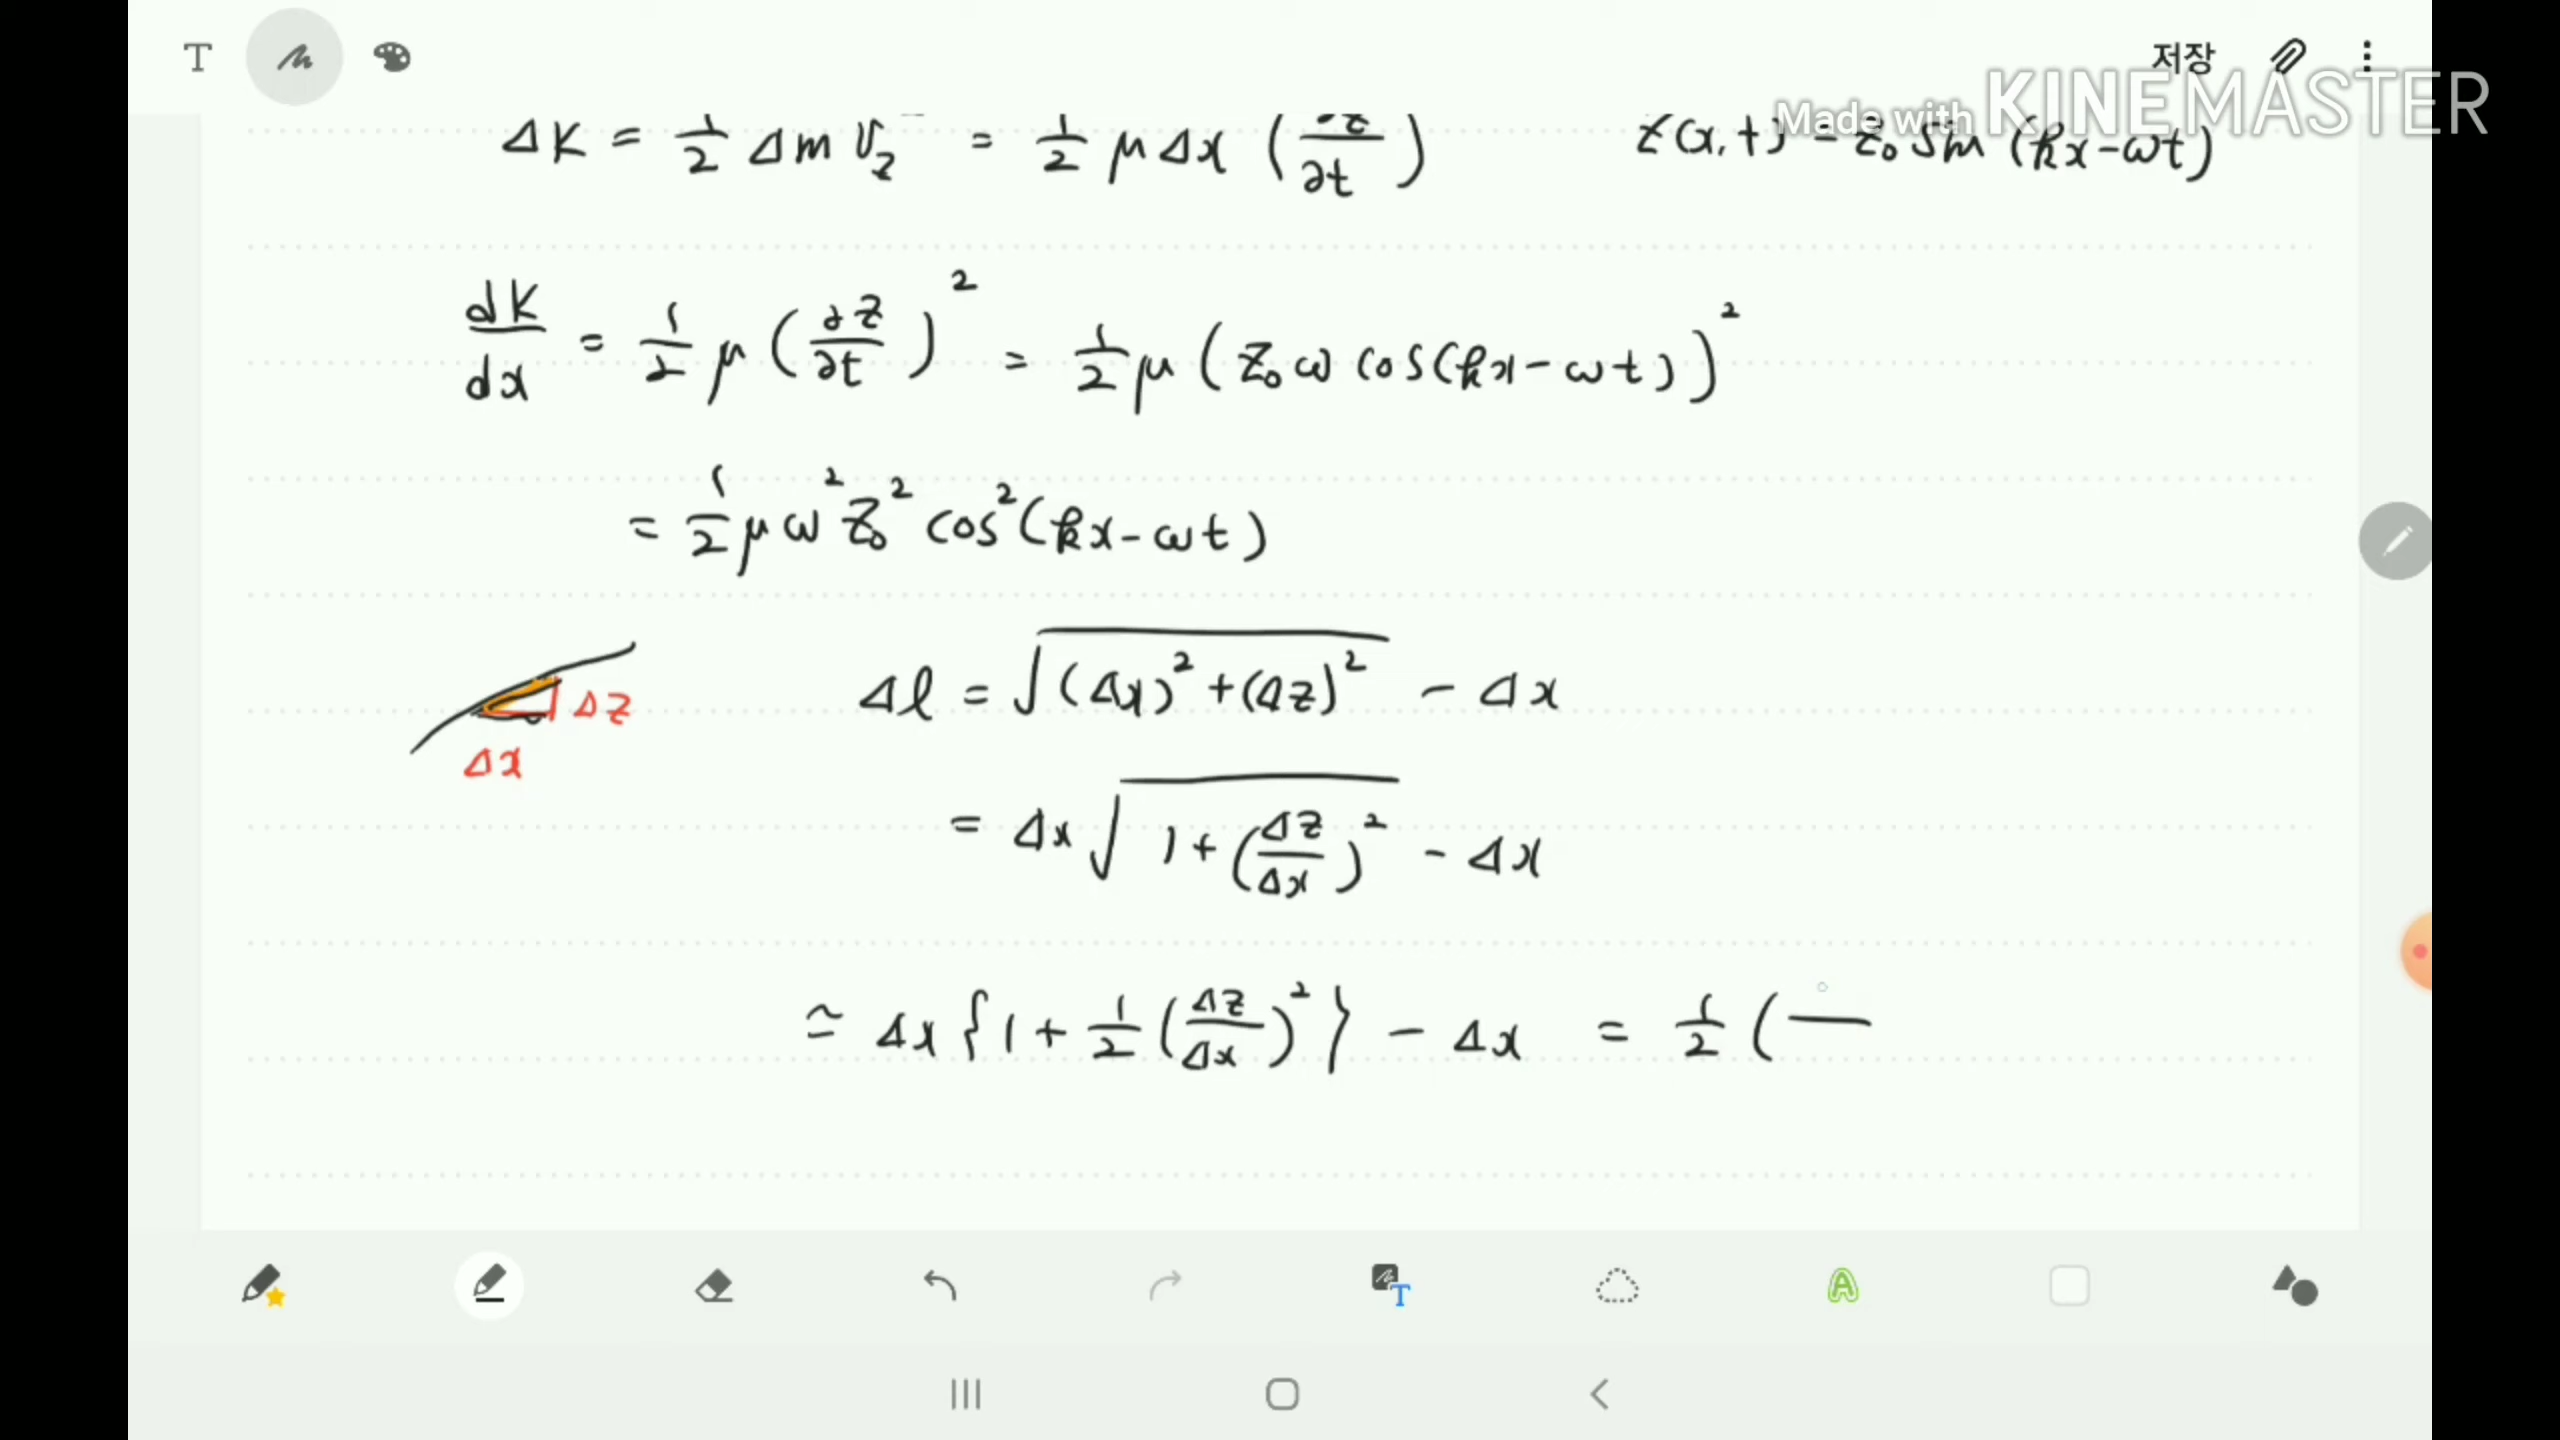 T 저장
Made with KINEMASTER
ΔK = 1/2 Δm v_z = 1/2 μ Δx (∂z/∂t) z(x,t) = z₀ sin(kx-ωt)
dK/dx = 1/2 μ (∂z/∂t)² = 1/2 μ (z₀ ω cos(kx-ωt))²
= 1/2 μ ω² z₀² cos²(kx-ωt)
Δl = √((Δx)²+(Δz)²) - Δx
Δz
Δx
= Δx √(1+(Δz/Δx)²) - Δx
≃ Δx {1 + 1/2 (Δz/Δx)²} - Δx = 1/2 (
T
A